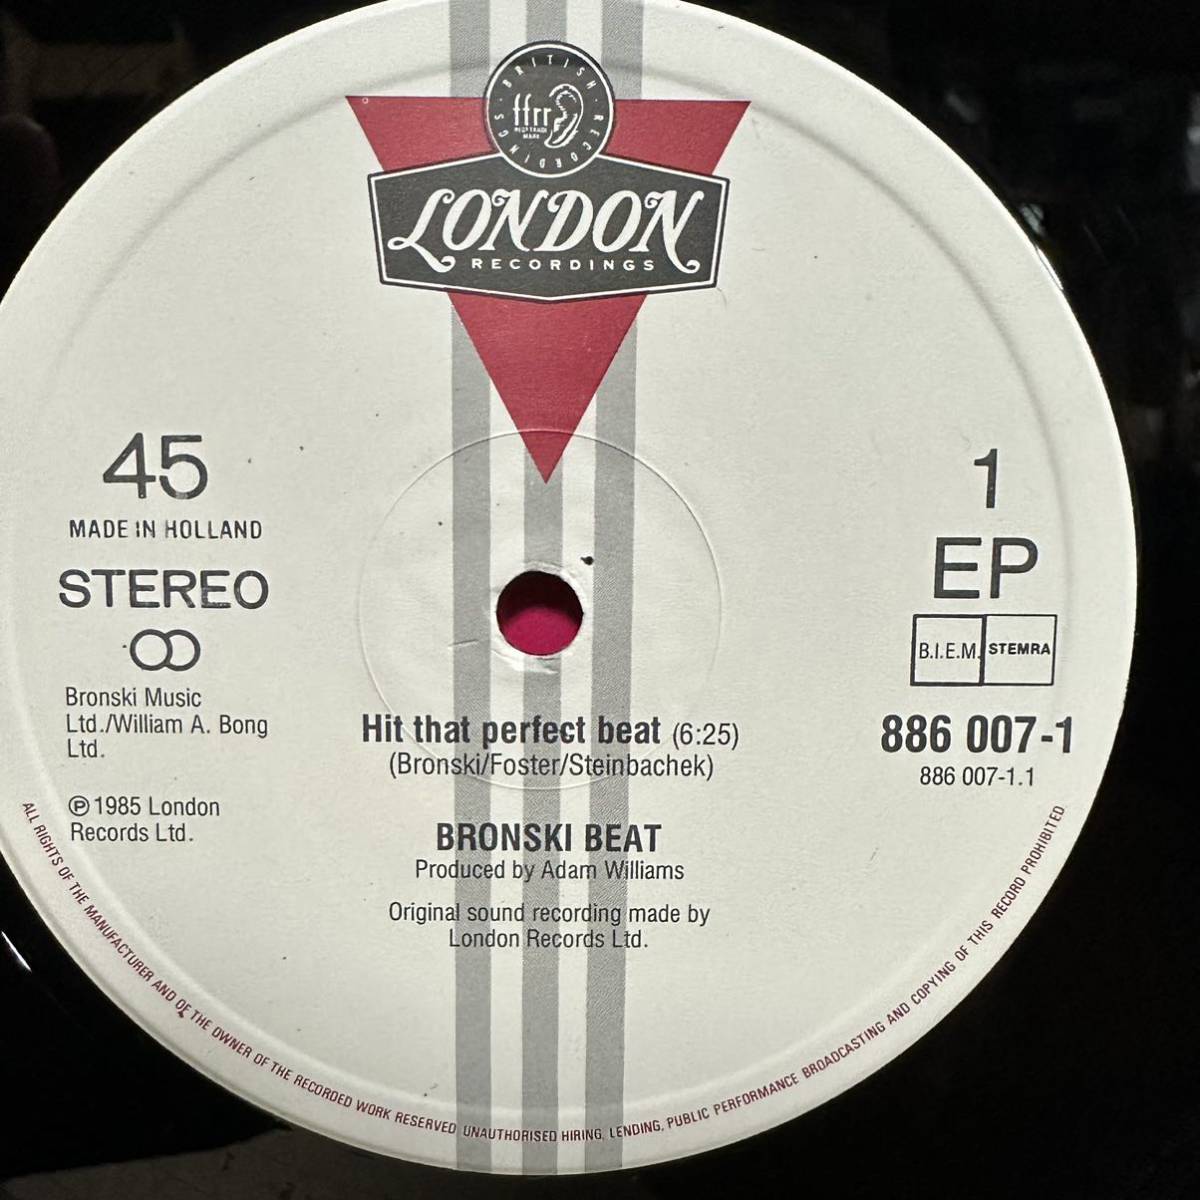 BRITISH · RECORDINGS ·
ffrr
LONDON
RECORDINGS
45
MADE IN HOLLAND
STEREO
1
EP
B.I.E.M.
STEMRA
Bronski Music
Ltd./William A. Bong
Ltd.
℗ 1985 London
Records Ltd.
886 007-1
886 007-1.1
Hit that perfect beat (6:25)
(Bronski/Foster/Steinbachek)
BRONSKI BEAT
Produced by Adam Williams
Original sound recording made by
London Records Ltd.
ALL RIGHTS OF THE MANUFACTURER AND OF THE OWNER OF THE RECORDED WORK RESERVED UNAUTHORISED HIRING, LENDING, PUBLIC PERFORMANCE BROADCASTING AND COPYING OF THIS RECORD PROHIBITED